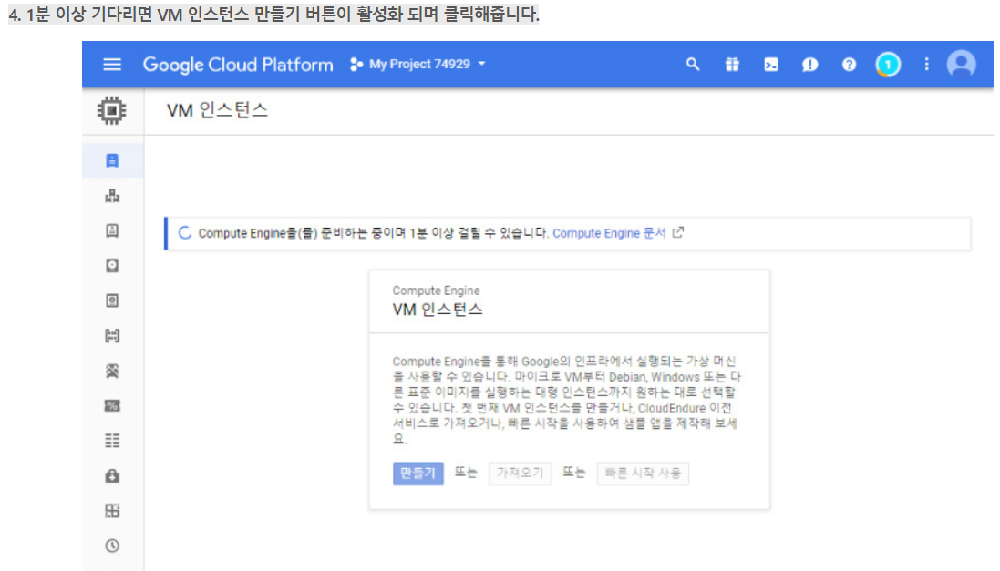 4. 1분 이상 기다리면 VM 인스턴스 만들기 버튼이 활성화 되며 클릭해줍니다.
Google Cloud Platform My Project 74929 1
VM 인스턴스
Compute Engine을(를) 준비하는 중이며 1분 이상 걸릴 수 있습니다. Compute Engine 문서
Compute Engine
VM 인스턴스
Compute Engine을 통해 Google의 인프라에서 실행되는 가상 머신
을 사용할 수 있습니다. 마이크로 VM부터 Debian, Windows 또는 다
른 표준 이미지를 실행하는 대형 인스턴스까지 원하는 대로 선택할
수 있습니다. 첫 번째 VM 인스턴스를 만들거나, CloudEndure 이전
서비스로 가져오거나, 빠른 시작을 사용하여 샘플 앱을 제작해 보세
요.
만들기 또는 가져오기 또는 빠른 시작 사용